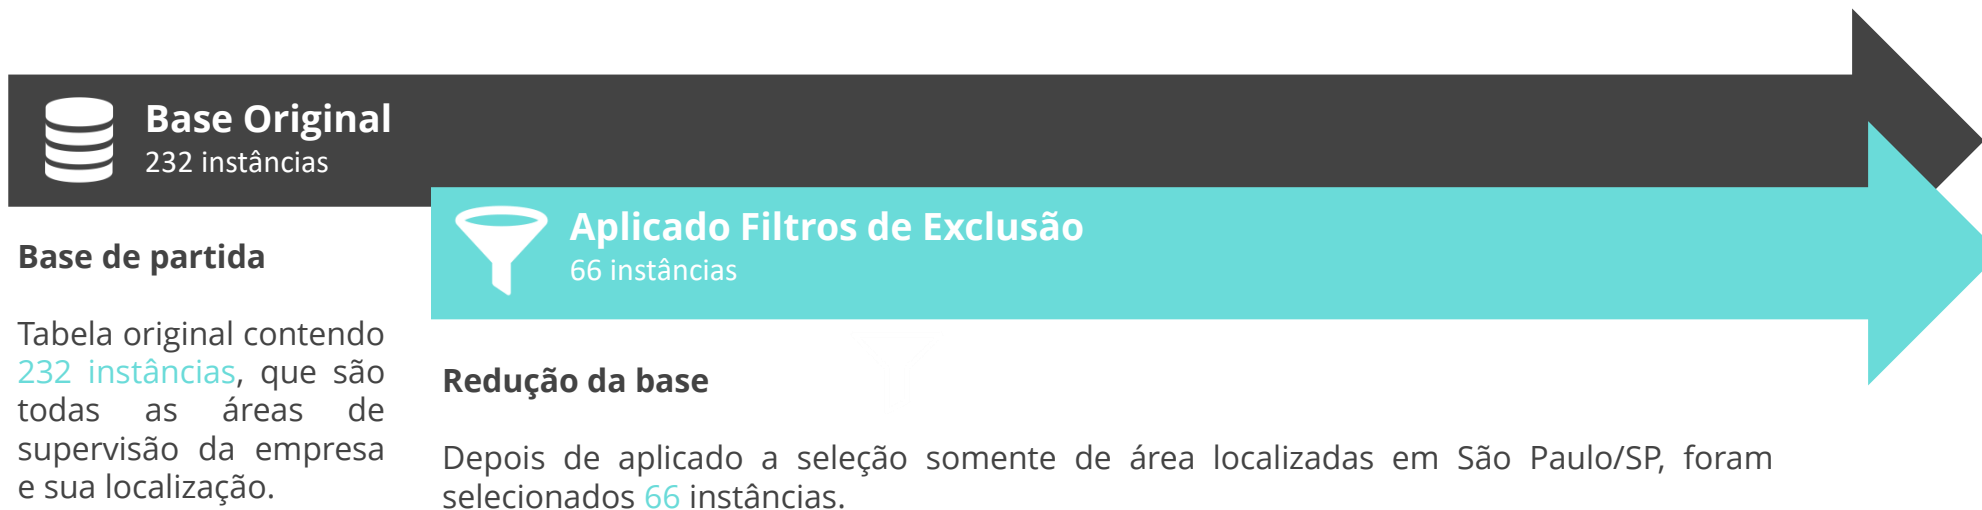 Base Original
232 instâncias
Aplicado Filtros de Exclusão
66 instâncias
Base de partida
Tabela original contendo
232 instâncias, que são
todas as áreas de
supervisão da empresa
e sua localização.
Redução da base
Depois de aplicado a seleção somente de área localizadas em São Paulo/SP, foram
selecionados 66 instâncias.